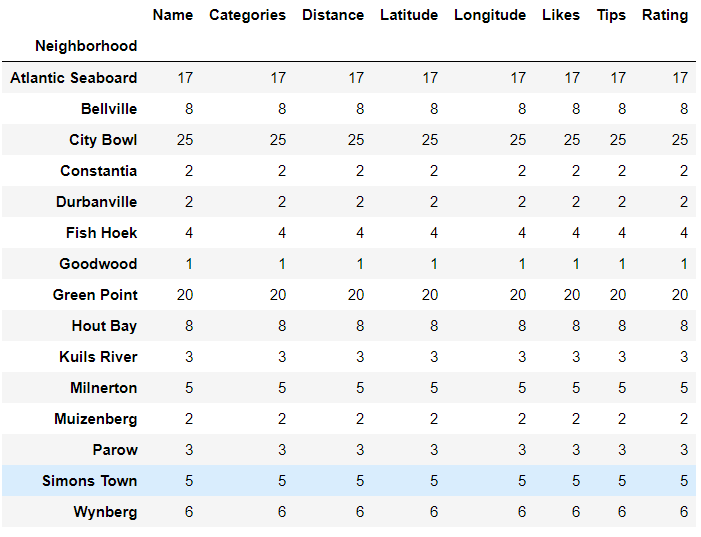 Name Categories Distance Latitude Longitude Likes Tips Rating
Neighborhood
Atlantic Seaboard 17 17 17 17 17 17 17 17
Bellville 8 8 8 8 8 8 8 8
City Bowl 25 25 25 25 25 25 25 25
Constantia 2 2 2 2 2 2 2 2
Durbanville 2 2 2 2 2 2 2 2
Fish Hoek 4 4 4 4 4 4 4 4
Goodwood 1 1 1 1 1 1 1 1
Green Point 20 20 20 20 20 20 20 20
Hout Bay 8 8 8 8 8 8 8 8
Kuils River 3 3 3 3 3 3 3 3
Milnerton 5 5 5 5 5 5 5 5
Muizenberg 2 2 2 2 2 2 2 2
Parow 3 3 3 3 3 3 3 3
Simons Town 5 5 5 5 5 5 5 5
Wynberg 6 6 6 6 6 6 6 6